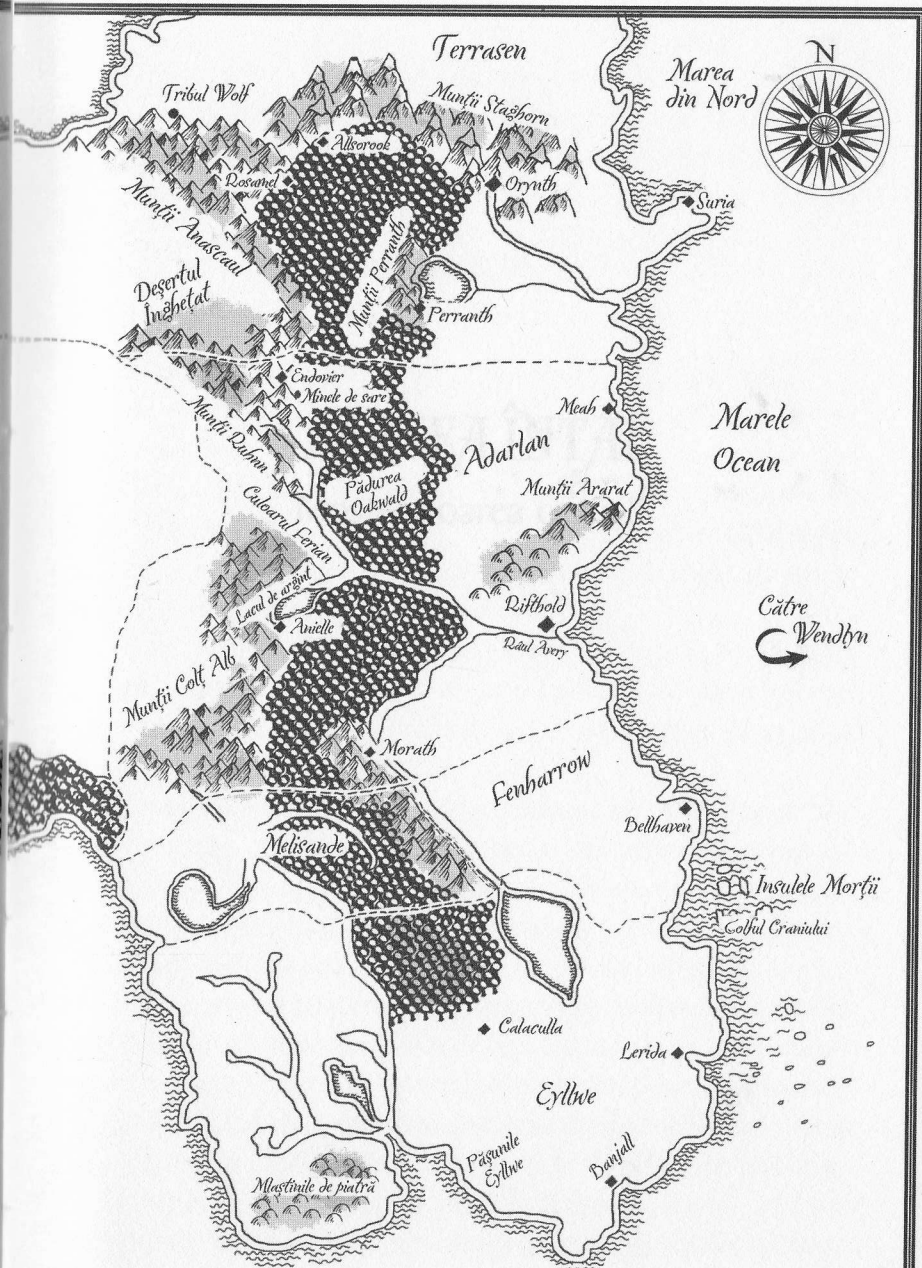 Terrasen
N
Marea
din Nord
Tribul Wolf
Munții Staghorn
Allsbrook
Rosamel
Orynth
Suria
Munții Anascaul
Deșertul
Înghețat
Munții Perranth
Perranth
Endovier
Minele de sare
Meah
Marele
Ocean
Munții Ruhnn
Adarlan
Pădurea
Oakwald
Munții Ararat
Culoarul Ferian
Lacul de argint
Anielle
Rifthold
Râul Avery
Către
Wendlyn
Munții Colț Alb
Morath
Fenharrow
Bellhaven
Melisande
Insulele Morții
Golful Craniului
Calaculla
Lerida
Eyllwe
Pășunile
Eyllwe
Banjali
Mlaștinile de piatră